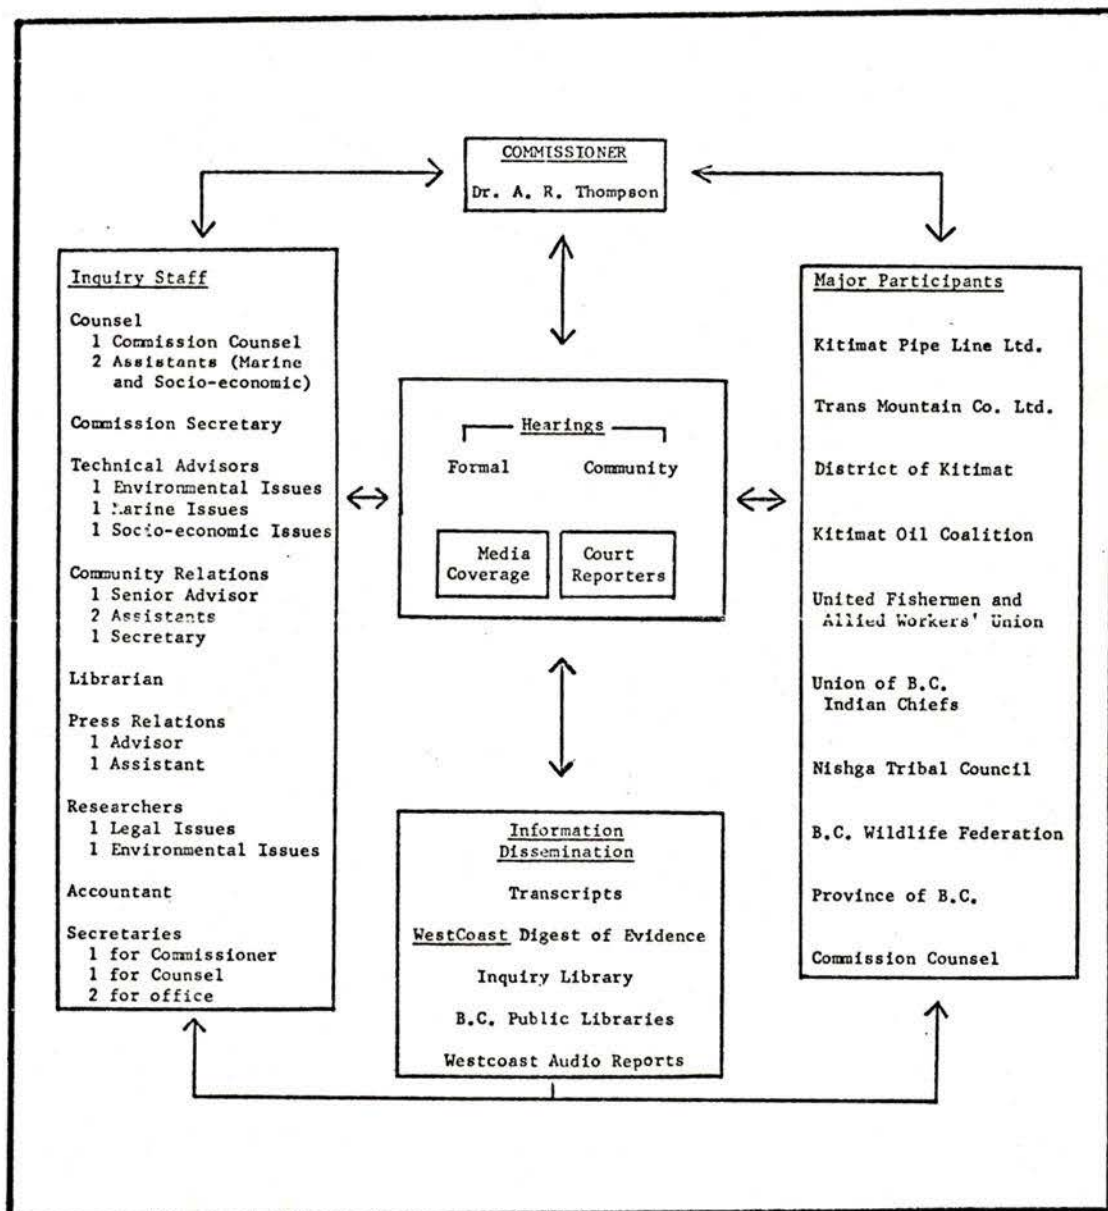 COMMISSIONER
Dr. A. R. Thompson
Inquiry Staff
Counsel
1 Commission Counsel
2 Assistants (Marine
and Socio-economic)
Commission Secretary
Technical Advisors
1 Environmental Issues
1 Marine Issues
1 Socio-economic Issues
Community Relations
1 Senior Advisor
2 Assistants
1 Secretary
Librarian
Press Relations
1 Advisor
1 Assistant
Researchers
1 Legal Issues
1 Environmental Issues
Accountant
Secretaries
1 for Commissioner
1 for Counsel
2 for office
Hearings
Formal Community
Media Coverage
Court Reporters
Information
Dissemination
Transcripts
WestCoast Digest of Evidence
Inquiry Library
B.C. Public Libraries
Westcoast Audio Reports
Major Participants
Kitimat Pipe Line Ltd.
Trans Mountain Co. Ltd.
District of Kitimat
Kitimat Oil Coalition
United Fishermen and
Allied Workers' Union
Union of B.C.
Indian Chiefs
Nishga Tribal Council
B.C. Wildlife Federation
Province of B.C.
Commission Counsel